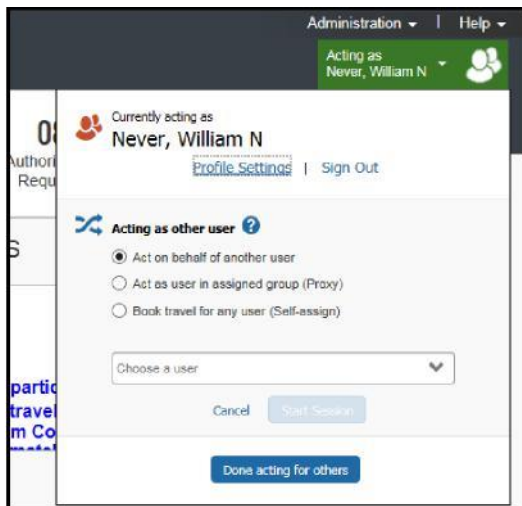 Administration | Help
Acting as
Never, William N
Currently acting as
Never, William N
Profile Settings | Sign Out
Requ
S
Acting as other user ?
Act on behalf of another user
Act as user in assigned group (Proxy)
Book travel for any user (Self-assign)
Choose a user
partic
travel
m Co
Cancel Start Session
Done acting for others